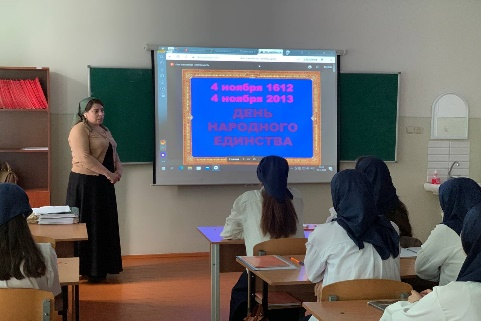 4 ноября 1612
4 ноября 2013
ДЕНЬ
НАРОДНОГО
ЕДИНСТВА